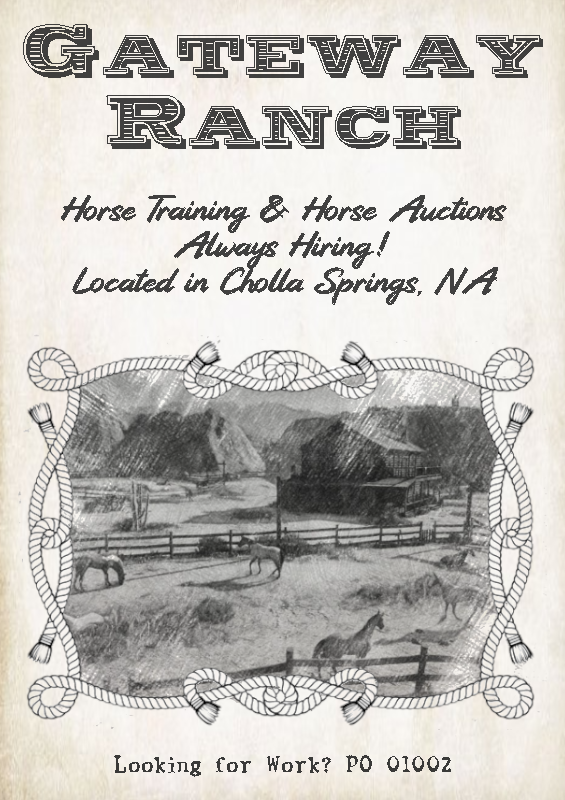 Gateway
Ranch
Horse Training & Horse Auctions
Always Hiring!
Located in Cholla Springs, NA
Looking for Work? PO 01002